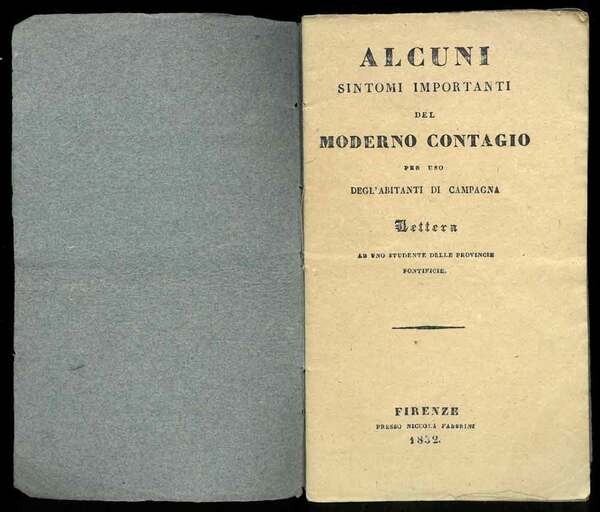 ALCUNI
SINTOMI IMPORTANTI
DEL
MODERNO CONTAGIO
PER USO
DEGL'ABITANTI DI CAMPAGNA
Lettera
AD UNO STUDENTE DELLE PROVINCIE
PONTIFICIE.
FIRENZE
PRESSO NICCOLA FABBRINI
1832.